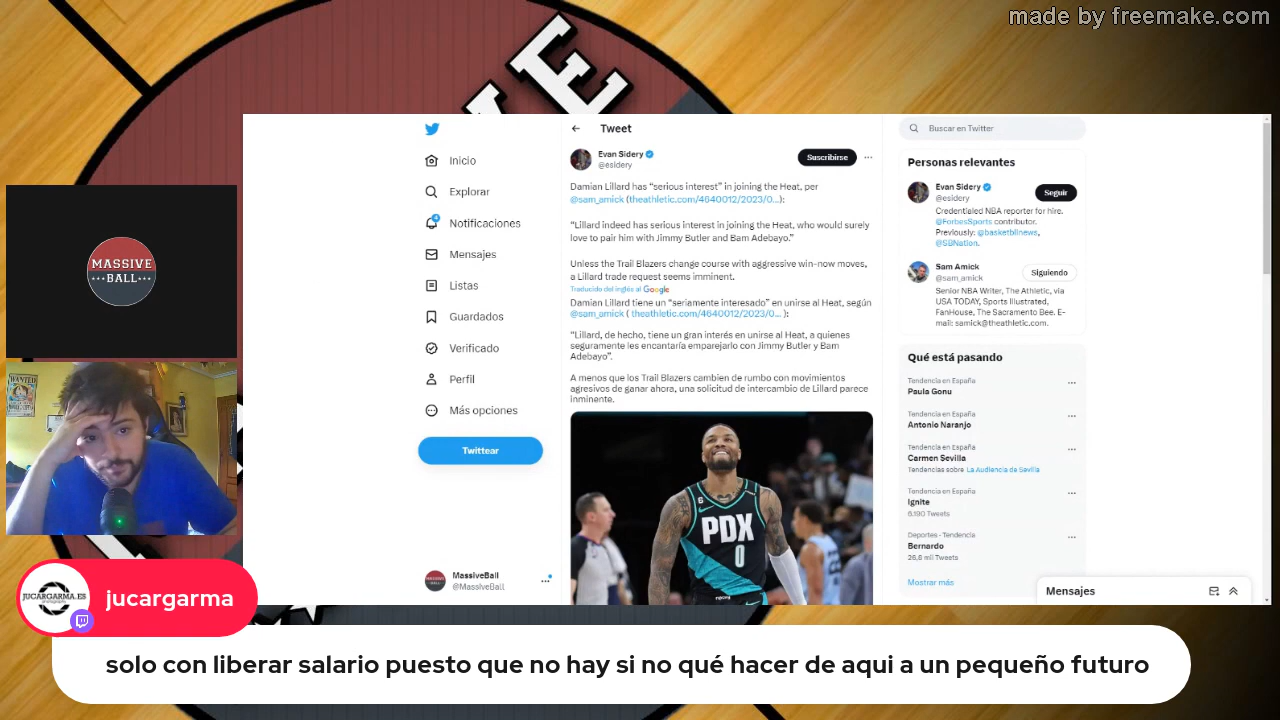 made by freemake.com
VE
Tweet
Buscar en Twitter
Inicio
Explorar
4
Notificaciones
Mensajes
Listas
Guardados
Verificado
Perfil
Más opciones
Twittear
MassiveBall
@MassiveBall
Evan Sidery
@esidery
Suscribirse
Damian Lillard has “serious interest” in joining the Heat, per
@sam_amick (theathletic.com/4640012/2023/0…):
“Lillard indeed has serious interest in joining the Heat, who would surely
love to pair him with Jimmy Butler and Bam Adebayo.”
Unless the Trail Blazers change course with aggressive win-now moves,
a Lillard trade request seems imminent.
Traducido del inglés al Google
Damian Lillard tiene un “seriamente interesado” en unirse al Heat, según
@sam_amick ( theathletic.com/4640012/2023/0... ):
“Lillard, de hecho, tiene un gran interés en unirse al Heat, a quienes
seguramente les encantaría emparejarlo con Jimmy Butler y Bam
Adebayo”.
A menos que los Trail Blazers cambien de rumbo con movimientos
agresivos de ganar ahora, una solicitud de intercambio de Lillard parece
inminente.
6
PDX
0
Personas relevantes
Evan Sidery
@esidery
Seguir
Credentialed NBA reporter for hire.
@ForbesSports contributor.
Previously: @basketbllnews,
@SBNation.
Sam Amick
@sam_amick
Siguiendo
Senior NBA Writer, The Athletic, via
USA TODAY, Sports Illustrated,
FanHouse, The Sacramento Bee. E-
mail: samick@theathletic.com.
Qué está pasando
Tendencia en España
Paula Gonu
Tendencia en España
Antonio Naranjo
Tendencia en España
Carmen Sevilla
Tendencias sobre La Audiencia de Sevilla
Tendencia en España
Ignite
6.190 Tweets
Deportes · Tendencia
Bernardo
26,8 mil Tweets
Mostrar más
Mensajes
MASSIVE
BALL
WANTED
JUCARGARMA.ES
jucargarma
solo con liberar salario puesto que no hay si no qué hacer de aqui a un pequeño futuro